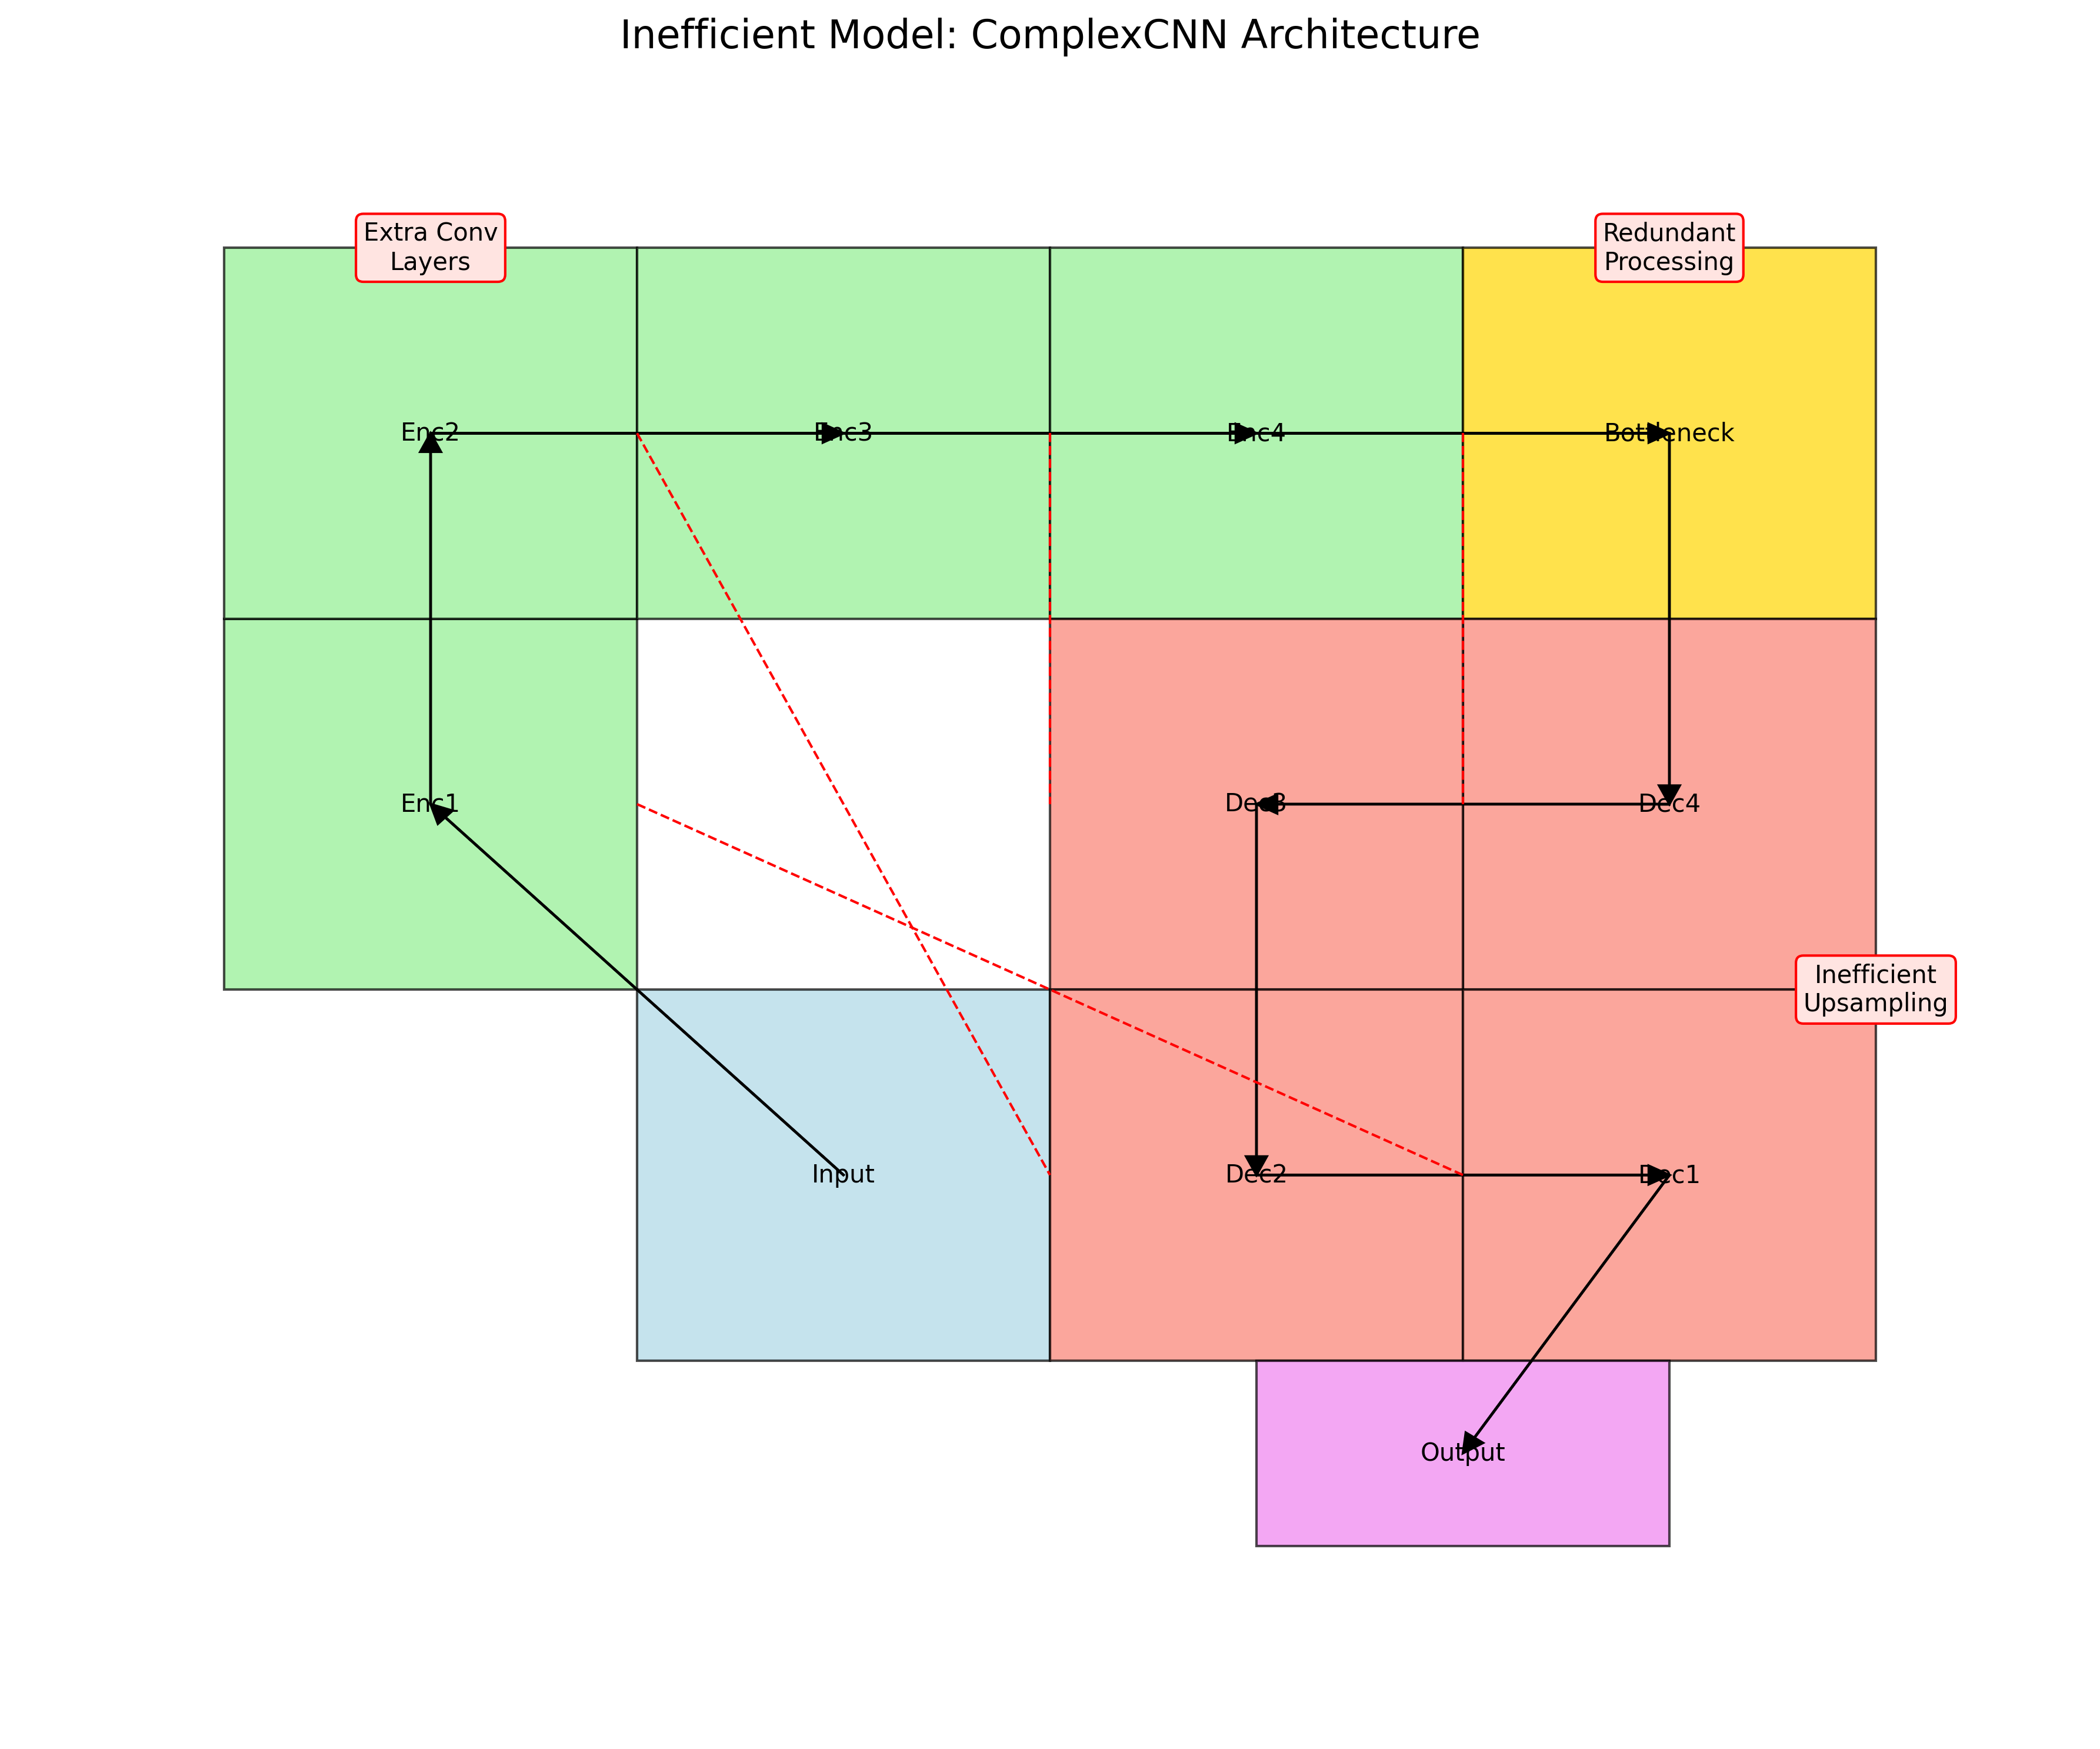 Inefficient Model: ComplexCNN Architecture
Extra Conv
Layers
Redundant
Processing
Enc2
Enc3
Enc4
Bottleneck
Enc1
Dec3
Dec4
Inefficient
Upsampling
Input
Dec2
Dec1
Output